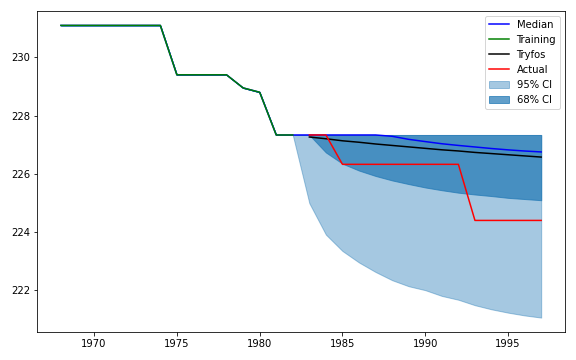 Median
Training
Tryfos
Actual
95% CI
68% CI
230
228
226
224
222
1970
1975
1980
1985
1990
1995